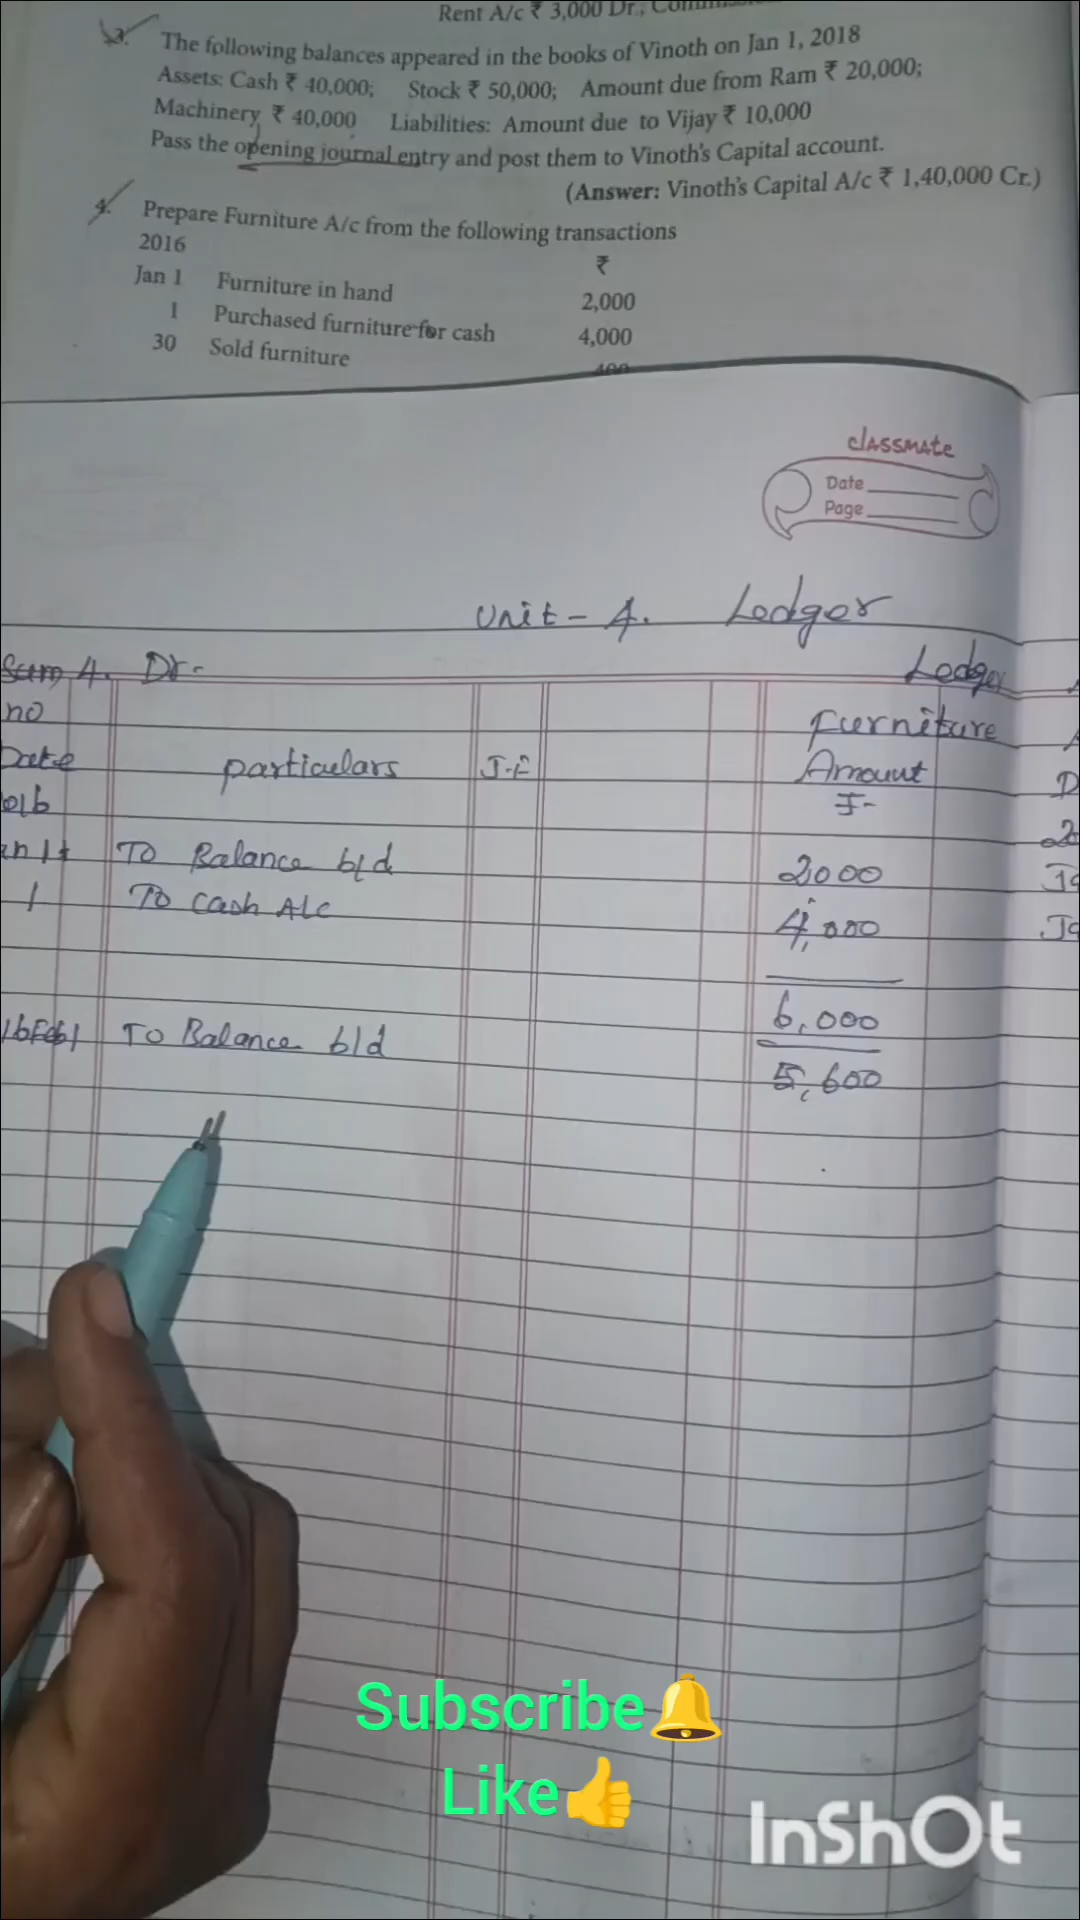 Rent A/c ₹ 3,000 Dr.,
3. The following balances appeared in the books of Vinoth on Jan 1, 2018
Assets: Cash ₹ 40,000; Stock ₹ 50,000; Amount due from Ram ₹ 20,000;
Machinery ₹ 40,000 Liabilities: Amount due to Vijay ₹ 10,000
Pass the opening journal entry and post them to Vinoth's Capital account.
(Answer: Vinoth's Capital A/c ₹ 1,40,000 Cr.)
4. Prepare Furniture A/c from the following transactions
2016 ₹
Jan 1 Furniture in hand 2,000
1 Purchased furniture for cash 4,000
30 Sold furniture 400
classmate
Date
Page
Unit - 4. Ledger
Sum 4. Dr. Ledger
no Furniture
Date particulars J.F Amount
To Balance b/d 2000
1 To cash A/c 4,000
6,000
To Balance b/d 5,600
Subscribe🔔
Like👍
InShOt